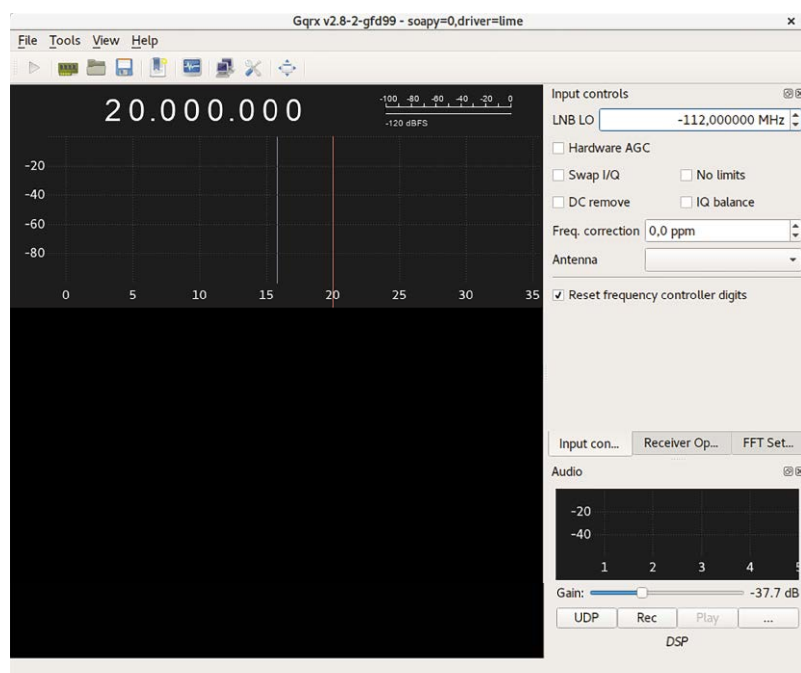 Gqrx v2.8-2-gfd99 - soapy=0,driver=lime
File Tools View Help
20.000.000
-100 -80 -60 -40 -20 0
-120 dBFS
-20
-40
-60
-80
0 5 10 15 20 25 30 35
Input controls
LNB LO -112,000000 MHz
Hardware AGC
Swap I/Q No limits
DC remove IQ balance
Freq. correction 0,0 ppm
Antenna
Reset frequency controller digits
Input con... Receiver Op... FFT Set...
Audio
-20
-40
1 2 3 4 5
Gain: -37.7 dB
UDP Rec Play ...
DSP